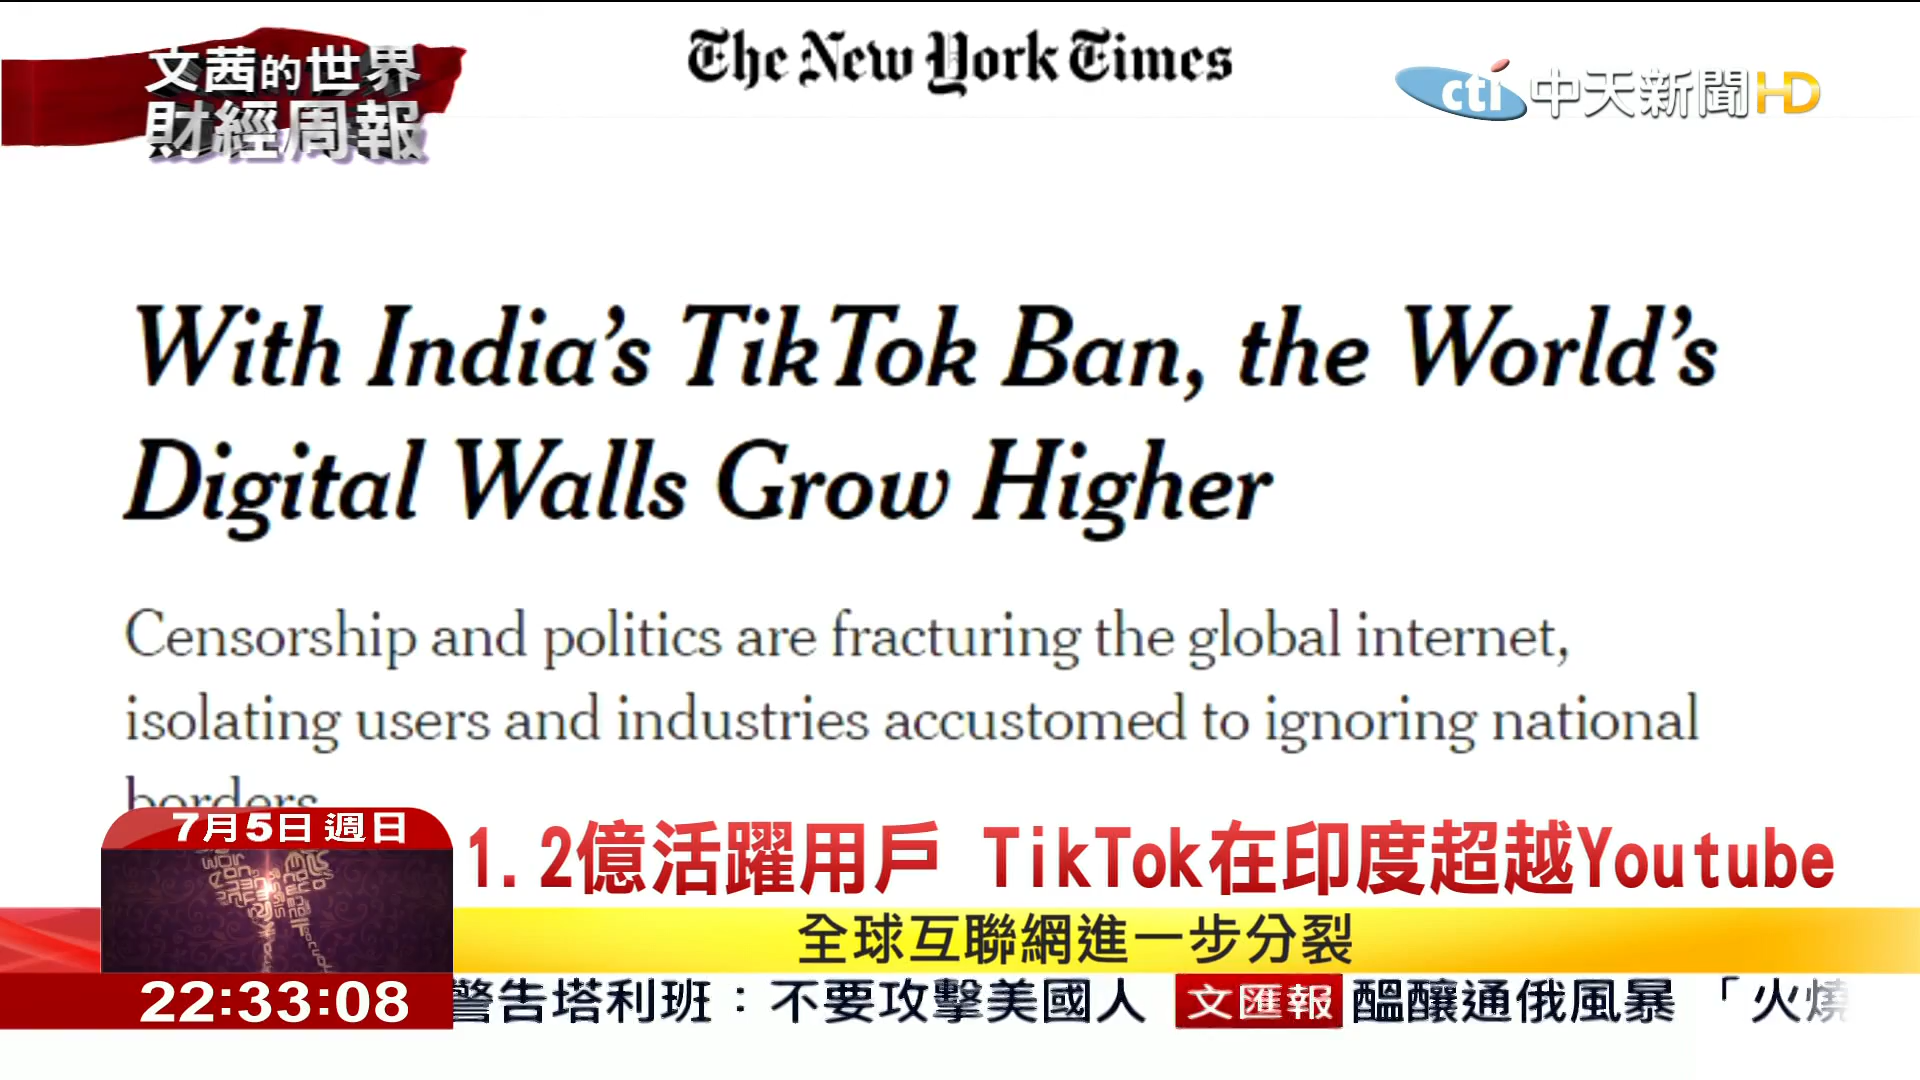 文茜的世界
財經周報
The New York Times
cti 中天新聞HD
With India's TikTok Ban, the World's
Digital Walls Grow Higher
Censorship and politics are fracturing the global internet,
isolating users and industries accustomed to ignoring national
borders.
7月5日 週日
1.2億活躍用戶 TikTok在印度超越Youtube
全球互聯網進一步分裂
22:33:08
警告塔利班：不要攻擊美國人 文匯報 醞釀通俄風暴 「火燒